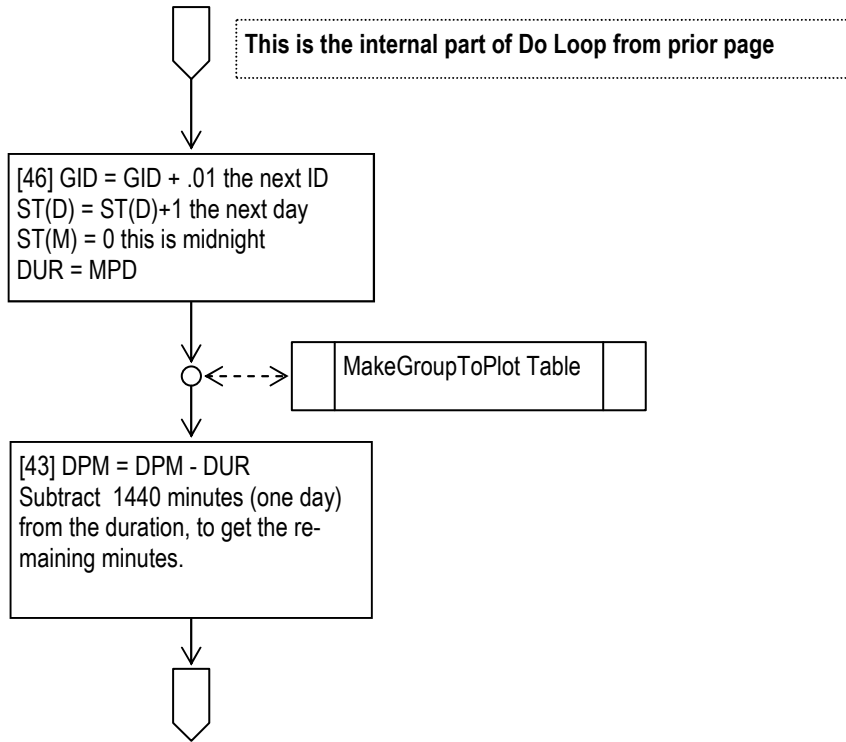 This is the internal part of Do Loop from prior page
[46] GID = GID + .01 the next ID
ST(D) = ST(D)+1 the next day
ST(M) = 0 this is midnight
DUR = MPD
MakeGroupToPlot Table
[43] DPM = DPM - DUR
Subtract  1440 minutes (one day)
from the duration, to get the re-
maining minutes.